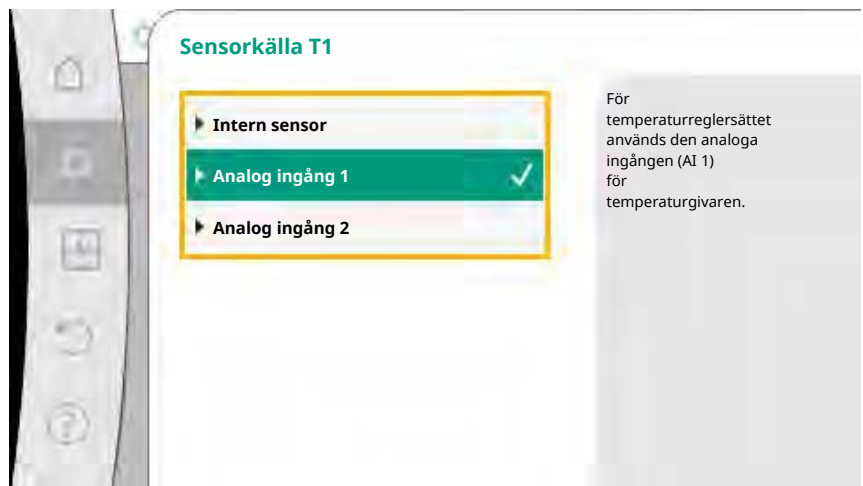 Sensorkälla T1
Intern sensor
Analog ingång 1
Analog ingång 2
För
temperaturreglersättet
används den analoga
ingången (AI 1)
för
temperaturgivaren.